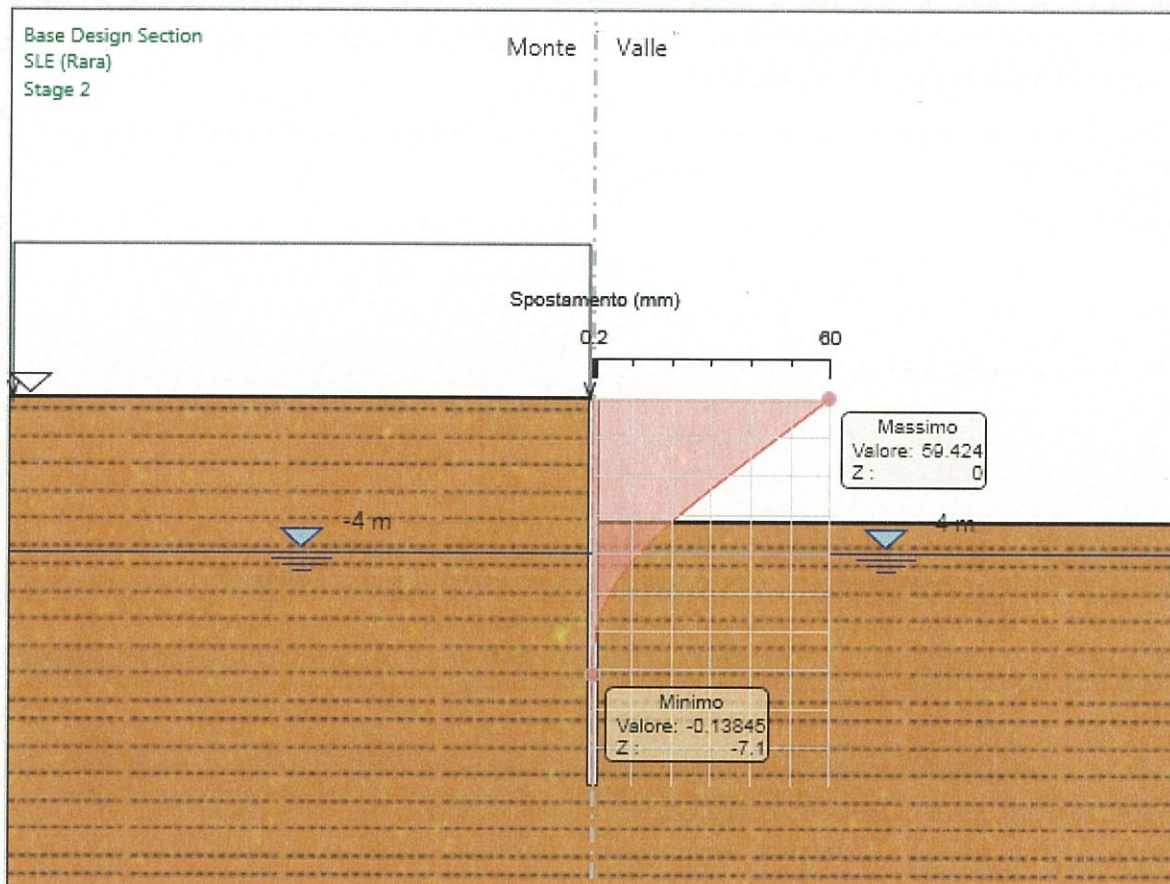 Base Design Section
SLE (Rara)
Stage 2
Monte
Valle
Spostamento (mm)
0.2
60
Massimo
Valore: 59.424
Z : 0
-4 m
-4 m
Minimo
Valore: -0.13845
Z : -7.1